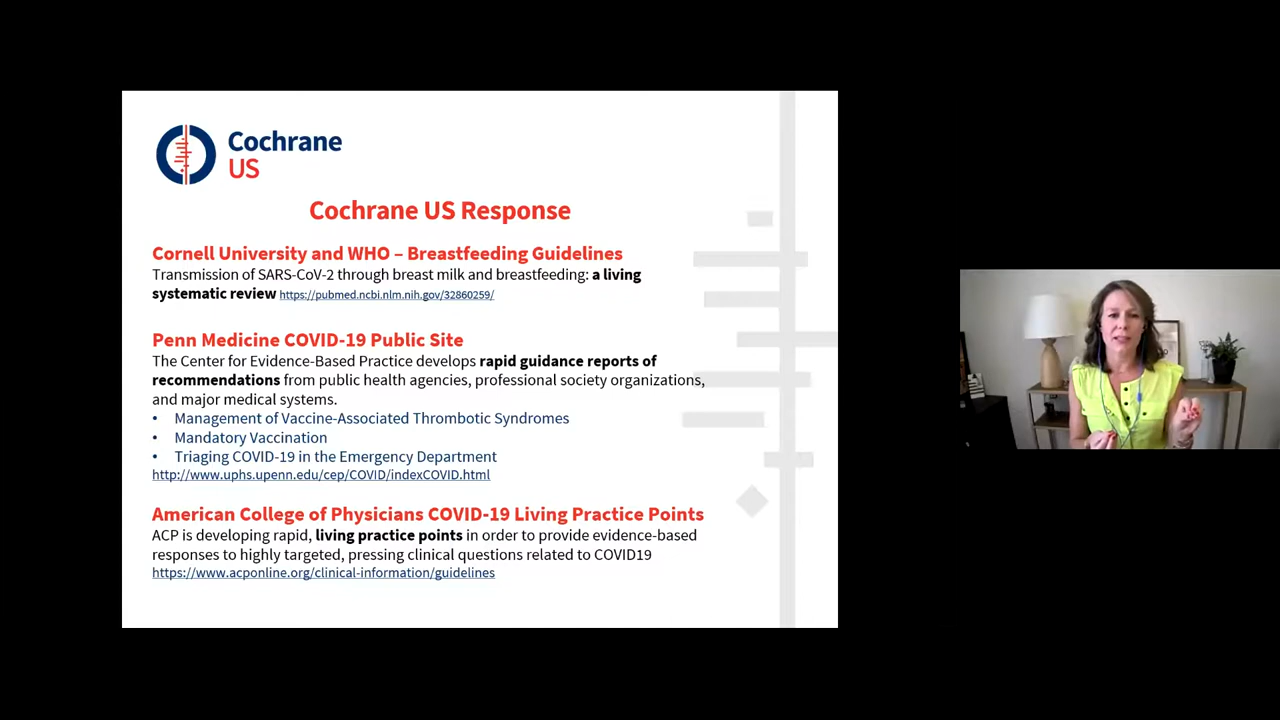 Cochrane
US
Cochrane US Response
Cornell University and WHO – Breastfeeding Guidelines
Transmission of SARS-CoV-2 through breast milk and breastfeeding: a living
systematic review https://pubmed.ncbi.nlm.nih.gov/32860259/
Penn Medicine COVID-19 Public Site
The Center for Evidence-Based Practice develops rapid guidance reports of
recommendations from public health agencies, professional society organizations,
and major medical systems.
• Management of Vaccine-Associated Thrombotic Syndromes
• Mandatory Vaccination
• Triaging COVID-19 in the Emergency Department
http://www.uphs.upenn.edu/cep/COVID/indexCOVID.html
American College of Physicians COVID-19 Living Practice Points
ACP is developing rapid, living practice points in order to provide evidence-based
responses to highly targeted, pressing clinical questions related to COVID19
https://www.acponline.org/clinical-information/guidelines